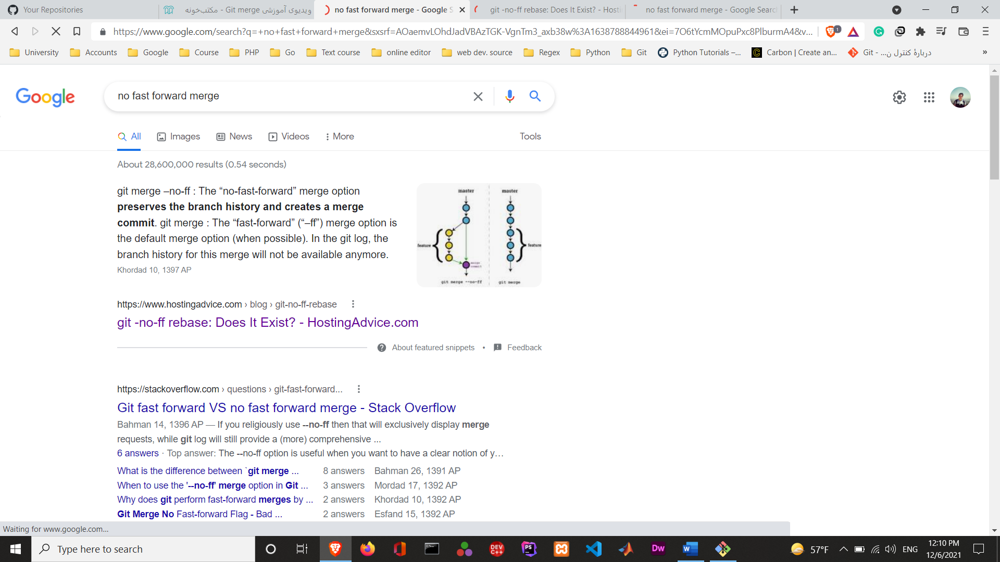 Your Repositories
ویدیوی آموزشی Git merge - مکتب‌خونه
no fast forward merge - Google S
git -no-ff rebase: Does It Exist? - Hosti
no fast forward merge - Google Searc
https://www.google.com/search?q=+no+fast+forward+merge&sxsrf=AOaemvLOhdJadVBAzTGK-VgnTm3_axb38w%3A1638788844961&ei=7O6tYcmMOpuPxc8PlburmA4&v...
1
University
Accounts
Google
Course
PHP
Go
Text course
online editor
web dev. source
Regex
Python
Git
Python Tutorials –...
Carbon | Create an...
Git - ...دربارهٔ کنترل ن
»
Google
no fast forward merge
All
Images
News
Videos
More
Tools
About 28,600,000 results (0.54 seconds)
git merge –no-ff : The “no-fast-forward” merge option
preserves the branch history and creates a merge
commit. git merge : The “fast-forward” (“–ff”) merge option is
the default merge option (when possible). In the git log, the
branch history for this merge will not be available anymore.
Khordad 10, 1397 AP
master
master
feature
feature
merge
commit
git merge --no-ff
git merge
https://www.hostingadvice.com › blog › git-no-ff-rebase
git -no-ff rebase: Does It Exist? - HostingAdvice.com
About featured snippets • Feedback
https://stackoverflow.com › questions › git-fast-forward...
Git fast forward VS no fast forward merge - Stack Overflow
Bahman 14, 1396 AP — If you religiously use --no-ff then that will exclusively display merge
requests, while git log will still provide a (more) comprehensive ...
6 answers · Top answer: The --no-ff option is useful when you want to have a clear notion of y…
What is the difference between `git merge ... 8 answers Bahman 26, 1391 AP
When to use the '--no-ff' merge option in Git ... 3 answers Mordad 17, 1392 AP
Why does git perform fast-forward merges by ... 2 answers Khordad 10, 1392 AP
Git Merge No Fast-forward Flag - Bad ... 2 answers Esfand 15, 1392 AP
Waiting for www.google.com...
Type here to search
DEV C++
PS
Dw
W
57°F
ENG
12:10 PM
12/6/2021